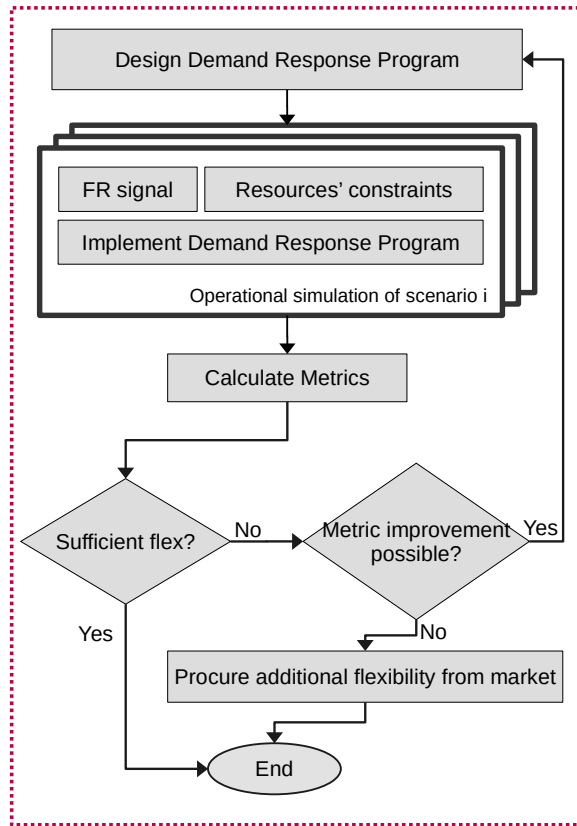 Design Demand Response Program
FR signal
Resources’ constraints
Implement Demand Response Program
Operational simulation of scenario i
Calculate Metrics
Sufficient flex?
No
Metric improvement
possible?
Yes
Yes
No
Procure additional flexibility from market
End